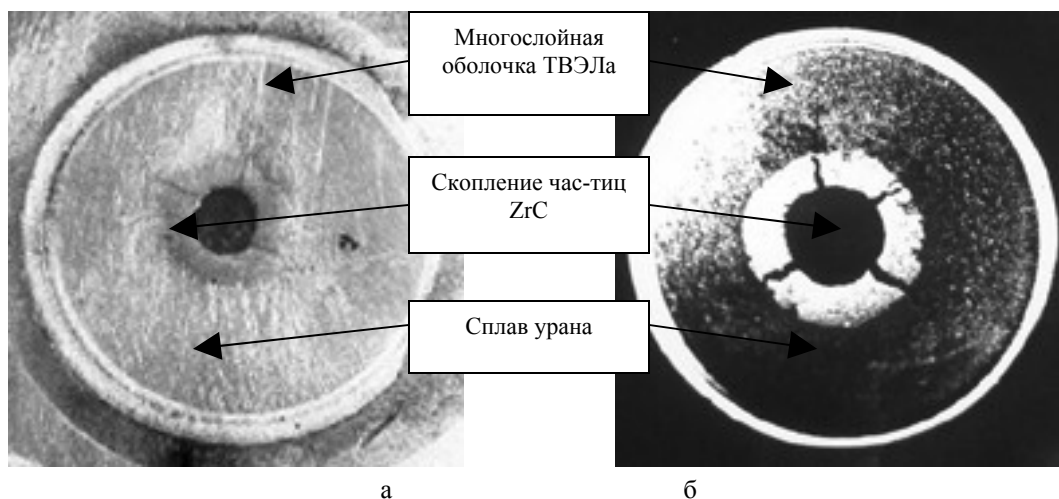 Многослойная
оболочка ТВЭЛа
Скопление час-тиц
ZrC
Сплав урана
а
б